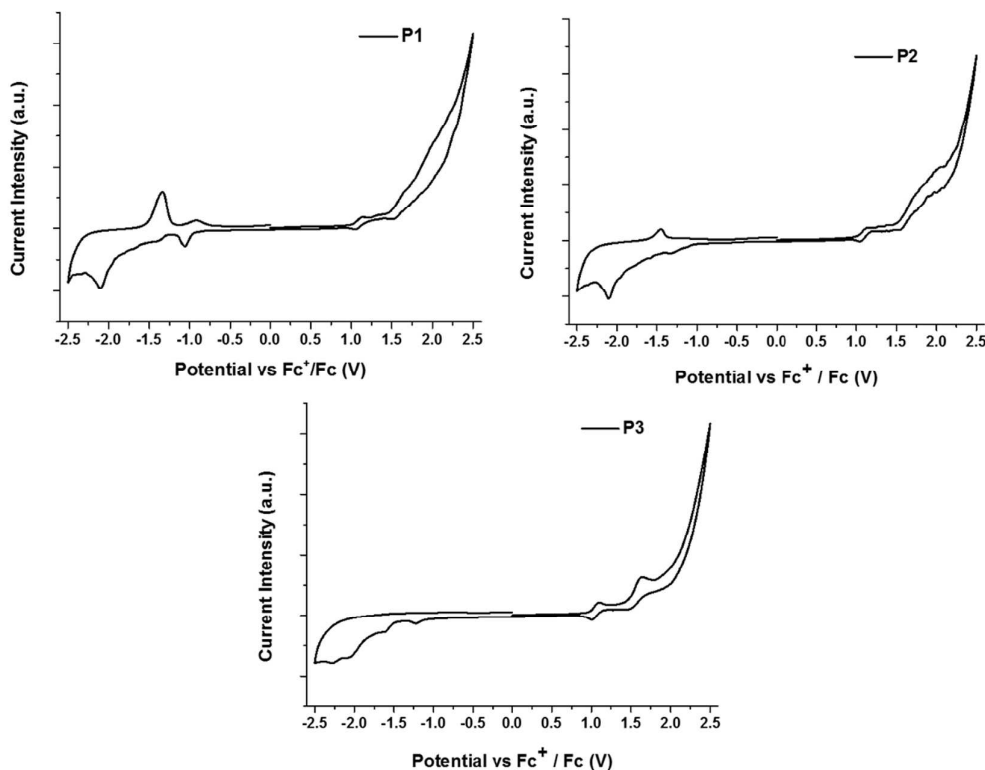 P1
Current Intensity (a.u.)
-2.5 -2.0 -1.5 -1.0 -0.5 0.0 0.5 1.0 1.5 2.0 2.5
Potential vs Fc⁺/Fc (V)
P2
Current Intensity (a.u.)
-2.5 -2.0 -1.5 -1.0 -0.5 0.0 0.5 1.0 1.5 2.0 2.5
Potential vs Fc⁺ / Fc (V)
P3
Current Intensity (a.u.)
-2.5 -2.0 -1.5 -1.0 -0.5 0.0 0.5 1.0 1.5 2.0 2.5
Potential vs Fc⁺ / Fc (V)